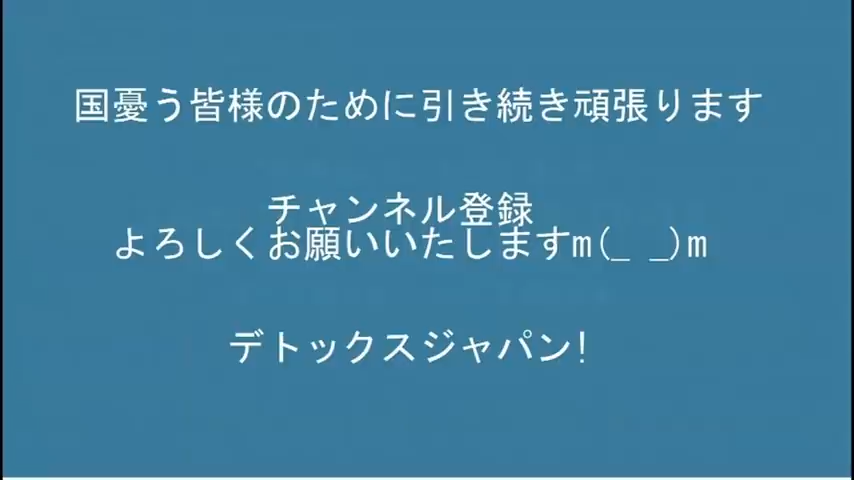 国憂う皆様のために引き続き頑張ります
チャンネル登録
よろしくお願いいたしますm(_ _)m
デトックスジャパン!